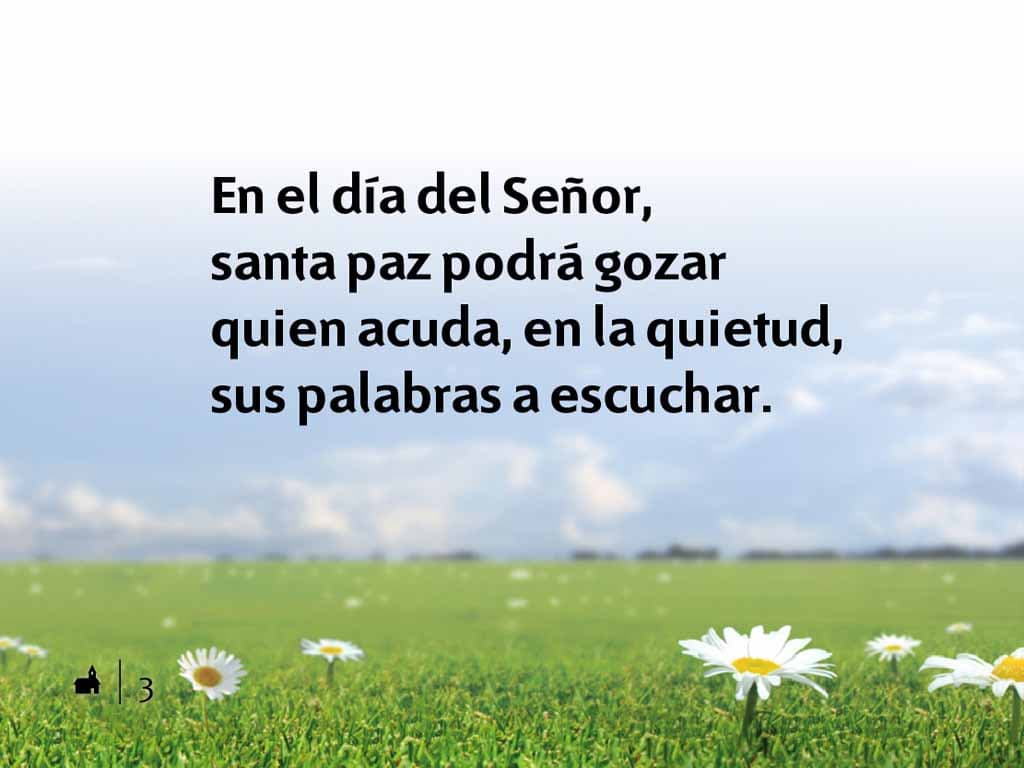 En el día del Señor,
santa paz podrá gozar
quien acuda, en la quietud,
sus palabras a escuchar.
3